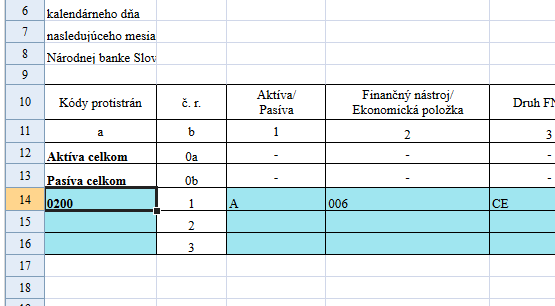 6 kalendárneho dňa
7 nasledujúceho mesia
8 Národnej banke Slov
9
10 Kódy protistrán č. r. Aktíva/ Pasíva Finančný nástroj/ Ekonomická položka Druh FN
11 a b 1 2 3
12 Aktíva celkom 0a - - -
13 Pasíva celkom 0b - - -
14 0200 1 A 006 CE
15 2
16 3
17
18